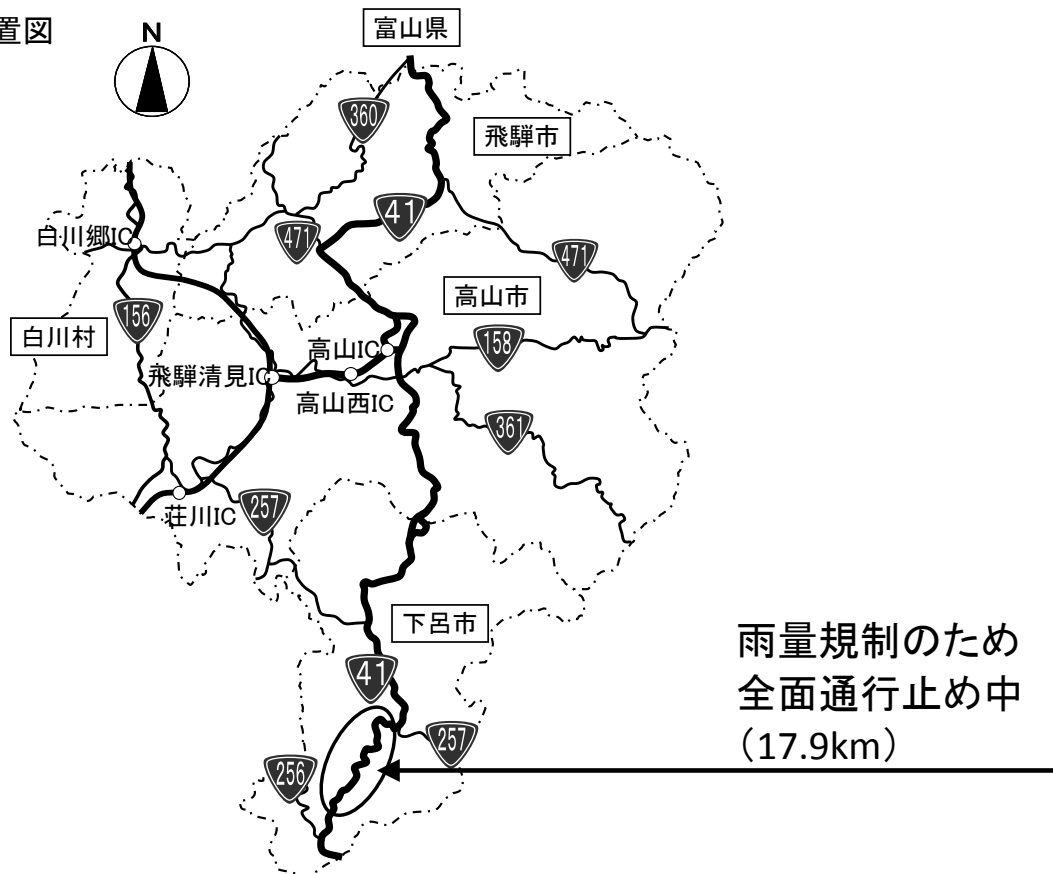 置図
N
富山県
360
飛騨市
41
471
白川郷IC
471
高山市
156
白川村
高山IC
158
飛騨清見IC
高山西IC
361
257
荘川IC
下呂市
雨量規制のため
41
全面通行止め中
257
（17.9km）
256